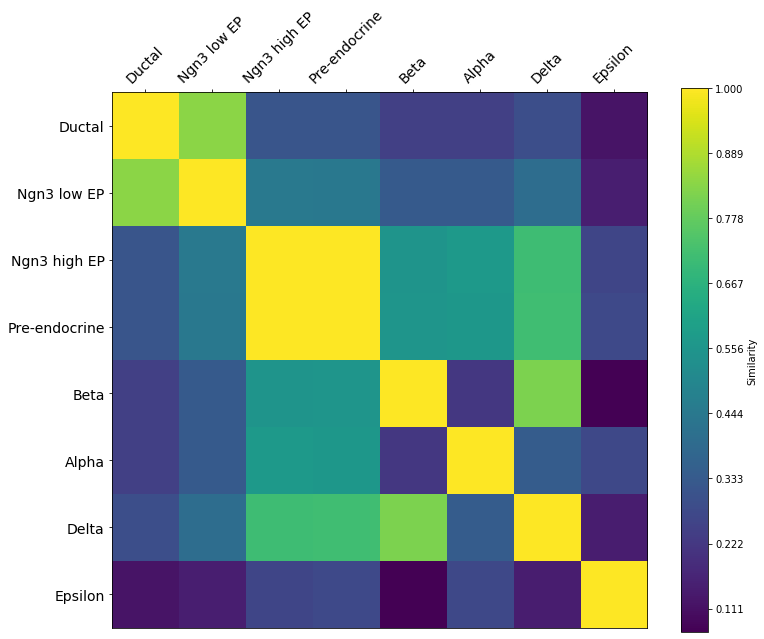 Ductal
Ngn3 low EP
Ngn3 high EP
Pre-endocrine
Beta
Alpha
Delta
Epsilon
Ductal
Ngn3 low EP
Ngn3 high EP
Pre-endocrine
Beta
Alpha
Delta
Epsilon
1.000
0.889
0.778
0.667
0.556
0.444
0.333
0.222
0.111
Similarity